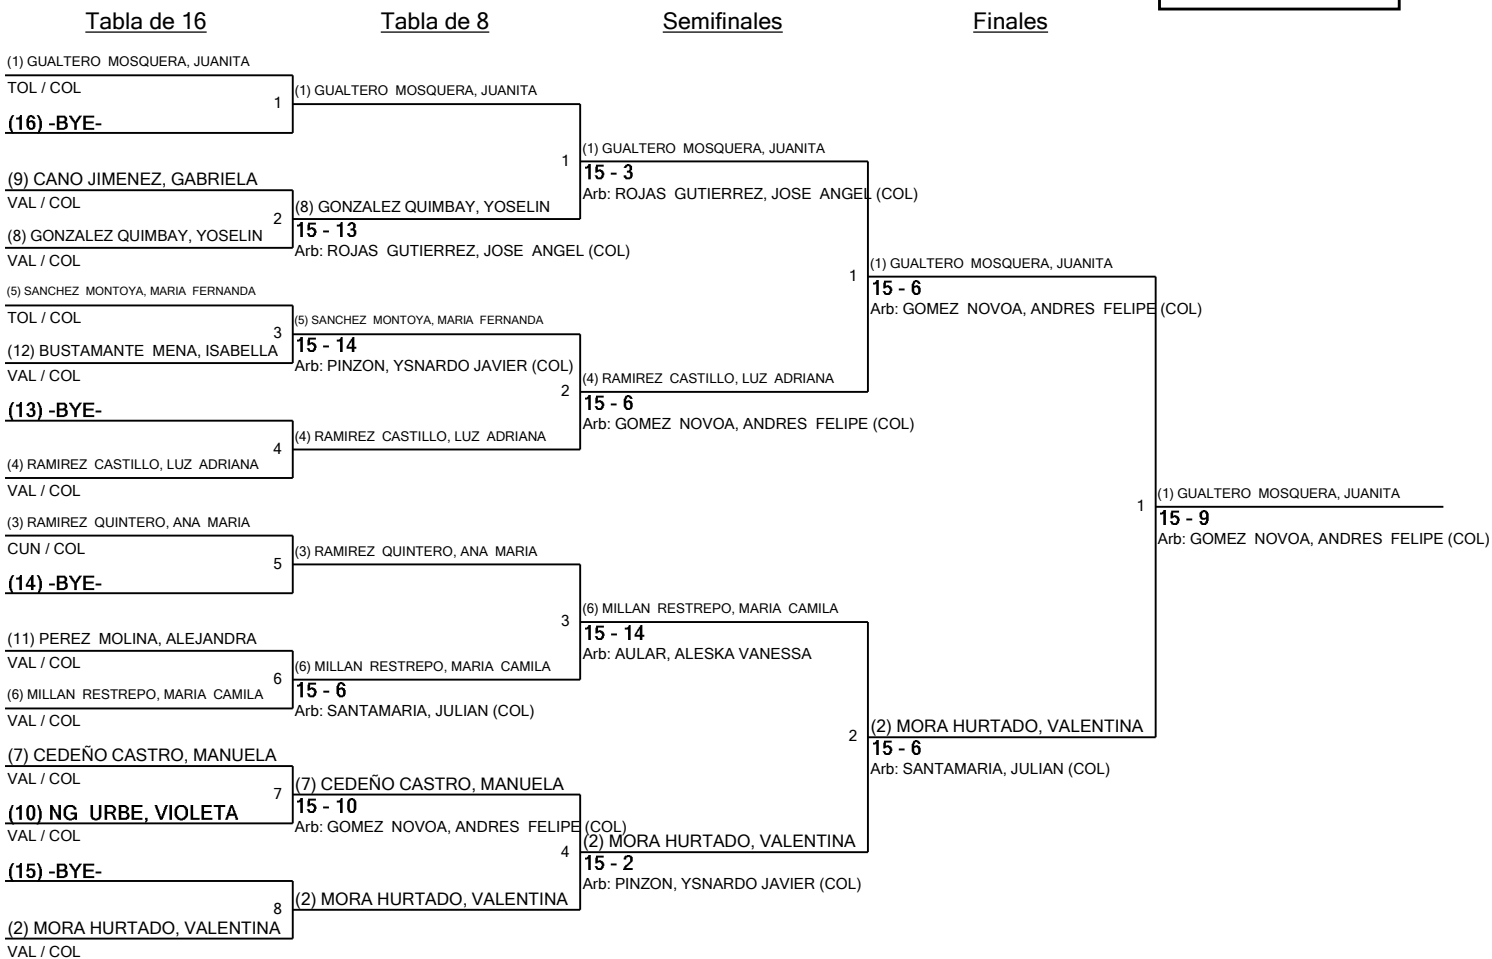 Tabla de 16
Tabla de 8
Semifinales
Finales
(1) GUALTERO MOSQUERA, JUANITA
TOL / COL
1
(16) -BYE-
(9) CANO JIMENEZ, GABRIELA
VAL / COL
2
(8) GONZALEZ QUIMBAY, YOSELIN
VAL / COL
(5) SANCHEZ MONTOYA, MARIA FERNANDA
TOL / COL
3
(12) BUSTAMANTE MENA, ISABELLA
VAL / COL
(13) -BYE-
4
(4) RAMIREZ CASTILLO, LUZ ADRIANA
VAL / COL
(3) RAMIREZ QUINTERO, ANA MARIA
CUN / COL
5
(14) -BYE-
(11) PEREZ MOLINA, ALEJANDRA
VAL / COL
6
(6) MILLAN RESTREPO, MARIA CAMILA
VAL / COL
(7) CEDEÑO CASTRO, MANUELA
VAL / COL
7
(10) NG URBE, VIOLETA
VAL / COL
(15) -BYE-
8
(2) MORA HURTADO, VALENTINA
VAL / COL
(1) GUALTERO MOSQUERA, JUANITA
1
(8) GONZALEZ QUIMBAY, YOSELIN
15 - 13
Arb: ROJAS GUTIERREZ, JOSE ANGEL (COL)
(5) SANCHEZ MONTOYA, MARIA FERNANDA
15 - 14
Arb: PINZON, YSNARDO JAVIER (COL)
2
(4) RAMIREZ CASTILLO, LUZ ADRIANA
(3) RAMIREZ QUINTERO, ANA MARIA
3
(6) MILLAN RESTREPO, MARIA CAMILA
15 - 6
Arb: SANTAMARIA, JULIAN (COL)
(7) CEDEÑO CASTRO, MANUELA
15 - 10
Arb: GOMEZ NOVOA, ANDRES FELIPE (COL)
4
(2) MORA HURTADO, VALENTINA
(1) GUALTERO MOSQUERA, JUANITA
15 - 3
Arb: ROJAS GUTIERREZ, JOSE ANGEL (COL)
1
(4) RAMIREZ CASTILLO, LUZ ADRIANA
15 - 6
Arb: GOMEZ NOVOA, ANDRES FELIPE (COL)
(6) MILLAN RESTREPO, MARIA CAMILA
15 - 14
Arb: AULAR, ALESKA VANESSA
2
(2) MORA HURTADO, VALENTINA
15 - 2
Arb: PINZON, YSNARDO JAVIER (COL)
(1) GUALTERO MOSQUERA, JUANITA
15 - 6
Arb: GOMEZ NOVOA, ANDRES FELIPE (COL)
1
(2) MORA HURTADO, VALENTINA
15 - 6
Arb: SANTAMARIA, JULIAN (COL)
(1) GUALTERO MOSQUERA, JUANITA
15 - 9
Arb: GOMEZ NOVOA, ANDRES FELIPE (COL)